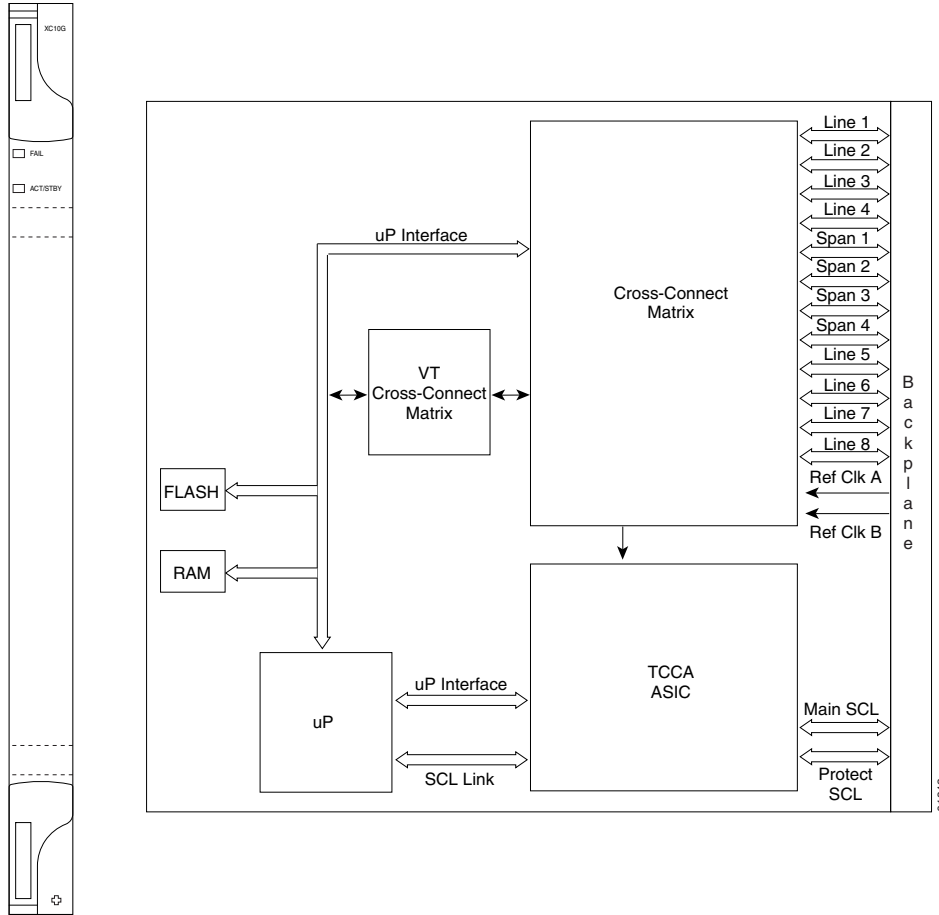 XC10G
FAIL
ACT/STBY
Line 1
Line 2
Line 3
Line 4
Span 1
Span 2
Span 3
Span 4
Line 5
Line 6
Line 7
Line 8
Ref Clk A
Ref Clk B
uP Interface
Cross-Connect
Matrix
VT
Cross-Connect
Matrix
Backplane
FLASH
RAM
uP
uP Interface
SCL Link
TCCA
ASIC
Main SCL
Protect
SCL